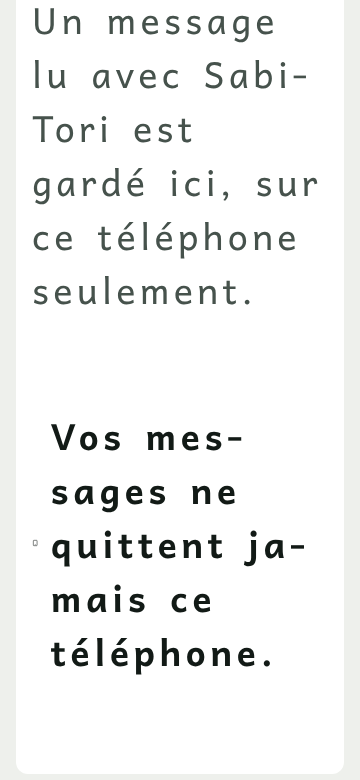 Un message
lu avec Sabi-
Tori est
gardé ici, sur
ce téléphone
seulement.
Vos mes-
sages ne
quittent ja-
mais ce
téléphone.